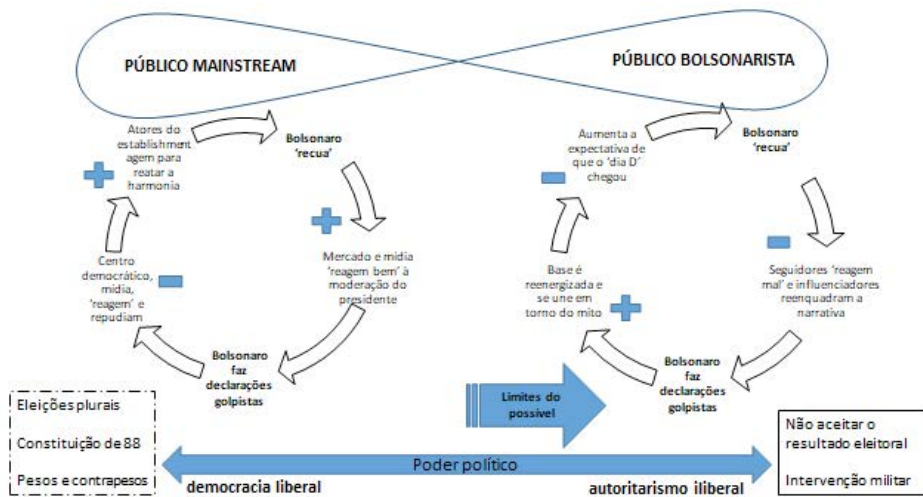 PÚBLICO MAINSTREAM
PÚBLICO BOLSONARISTA
Atores do
establishment
agem para
reatar a
harmonia
Bolsonaro
‘recua’
Mercado e mídia
‘reagem bem’ à
moderação do
presidente
Bolsonaro
faz
declarações
golpistas
Centro
democrático,
mídia,
‘reagem’ e
repudiam
Aumenta a
expectativa de
que o ‘dia D’
chegou
Bolsonaro
‘recua’
Seguidores ‘reagem
mal’ e influenciadores
reenquadram a
narrativa
Bolsonaro
faz
declarações
golpistas
Base é
reenergizada e
se une em
torno do mito
Limites do
possível
Eleições plurais
Constituição de 88
Pesos e contrapesos
Poder político
democracia liberal
autoritarismo iliberal
Não aceitar o
resultado eleitoral
Intervenção militar